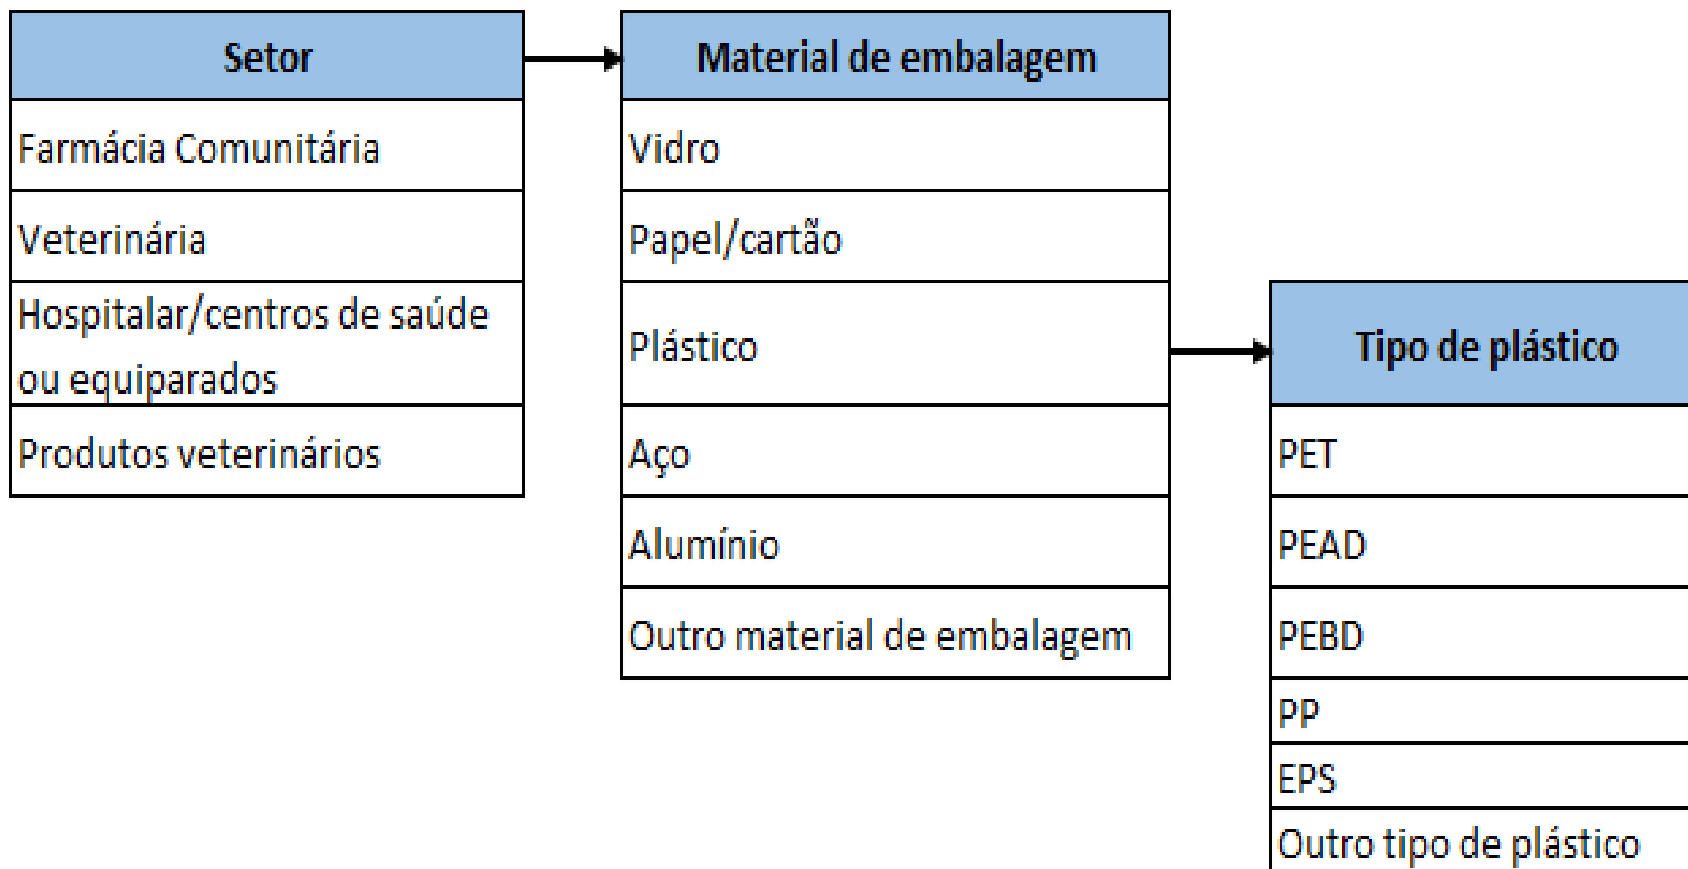 Setor
Farmácia Comunitária
Veterinária
Hospitalar/centros de saúde
ou equiparados
Produtos veterinários
Material de embalagem
Vidro
Papel/cartão
Plástico
Aço
Alumínio
Outro material de embalagem
Tipo de plástico
PET
PEAD
PEBD
PP
EPS
Outro tipo de plástico